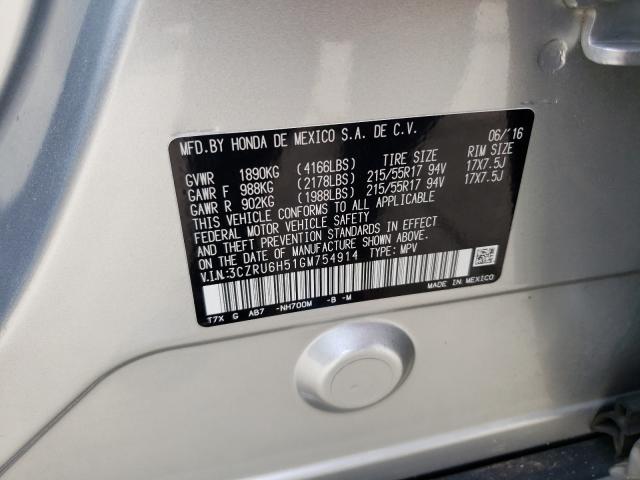 MFD.BY HONDA DE MEXICO S.A. DE C.V. 06/'16
TIRE SIZE RIM SIZE
GVWR 1890KG (4166LBS)
GAWR F 988KG (2178LBS) 215/55R17 94V 17X7.5J
GAWR R 902KG (1988LBS) 215/55R17 94V 17X7.5J
THIS VEHICLE CONFORMS TO ALL APPLICABLE
FEDERAL MOTOR VEHICLE SAFETY
AND THEFT PREVENTION STANDARDS IN EFFECT
ON THE DATE OF MANUFACTURE SHOWN ABOVE.
V.I.N.:3CZRU6H51GM754914 TYPE: MPV
MADE IN MEXICO
T7X G AB7 -NH700M -B -M